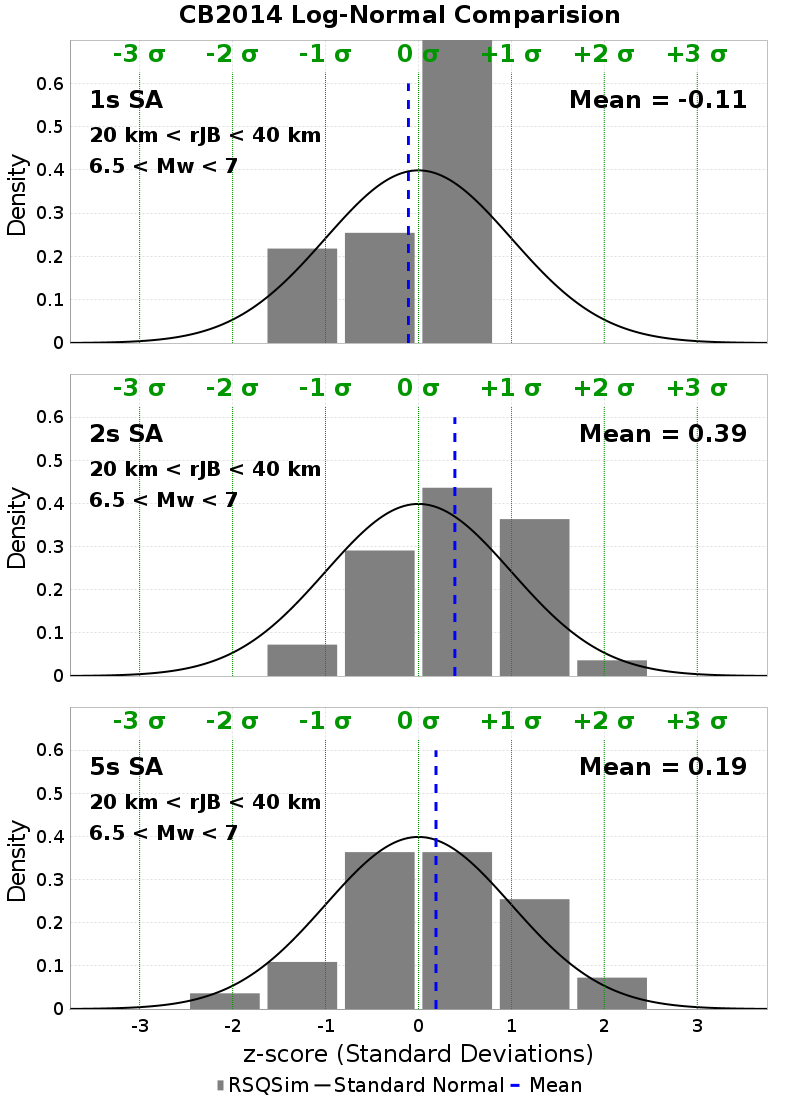 CB2014 Log-Normal Comparision
-3 σ -2 σ -1 σ 0 σ +1 σ +2 σ +3 σ
1s SA
Mean = -0.11
20 km < rJB < 40 km
6.5 < Mw < 7
Density
0.6
0.5
0.4
0.3
0.2
0.1
0
-3 σ -2 σ -1 σ 0 σ +1 σ +2 σ +3 σ
2s SA
Mean = 0.39
20 km < rJB < 40 km
6.5 < Mw < 7
Density
0.6
0.5
0.4
0.3
0.2
0.1
0
-3 σ -2 σ -1 σ 0 σ +1 σ +2 σ +3 σ
5s SA
Mean = 0.19
20 km < rJB < 40 km
6.5 < Mw < 7
Density
0.6
0.5
0.4
0.3
0.2
0.1
0
-3 -2 -1 0 1 2 3
z-score (Standard Deviations)
RSQSim Standard Normal Mean